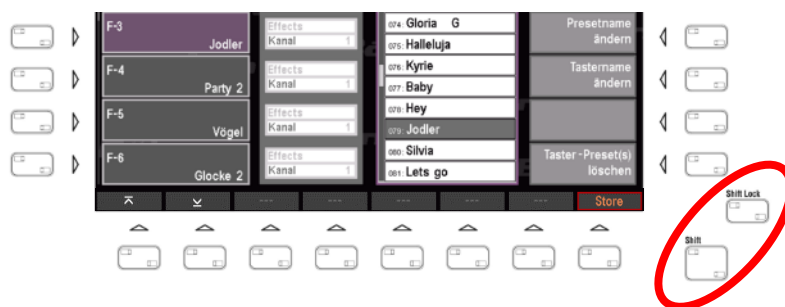 F-3
Jodler
Effects
Kanal 1
074: Gloria G
Presetname
ändern
075: Halleluja
F-4
Party 2
Effects
Kanal 1
076: Kyrie
077: Baby
Tastername
ändern
F-5
Vögel
Effects
Kanal 1
078: Hey
079: Jodler
F-6
Glocke 2
Effects
Kanal 1
080: Silvia
081: Lets go
Taster-Preset(s)
löschen
--- --- --- --- --- Store
Shift Lock
Shift